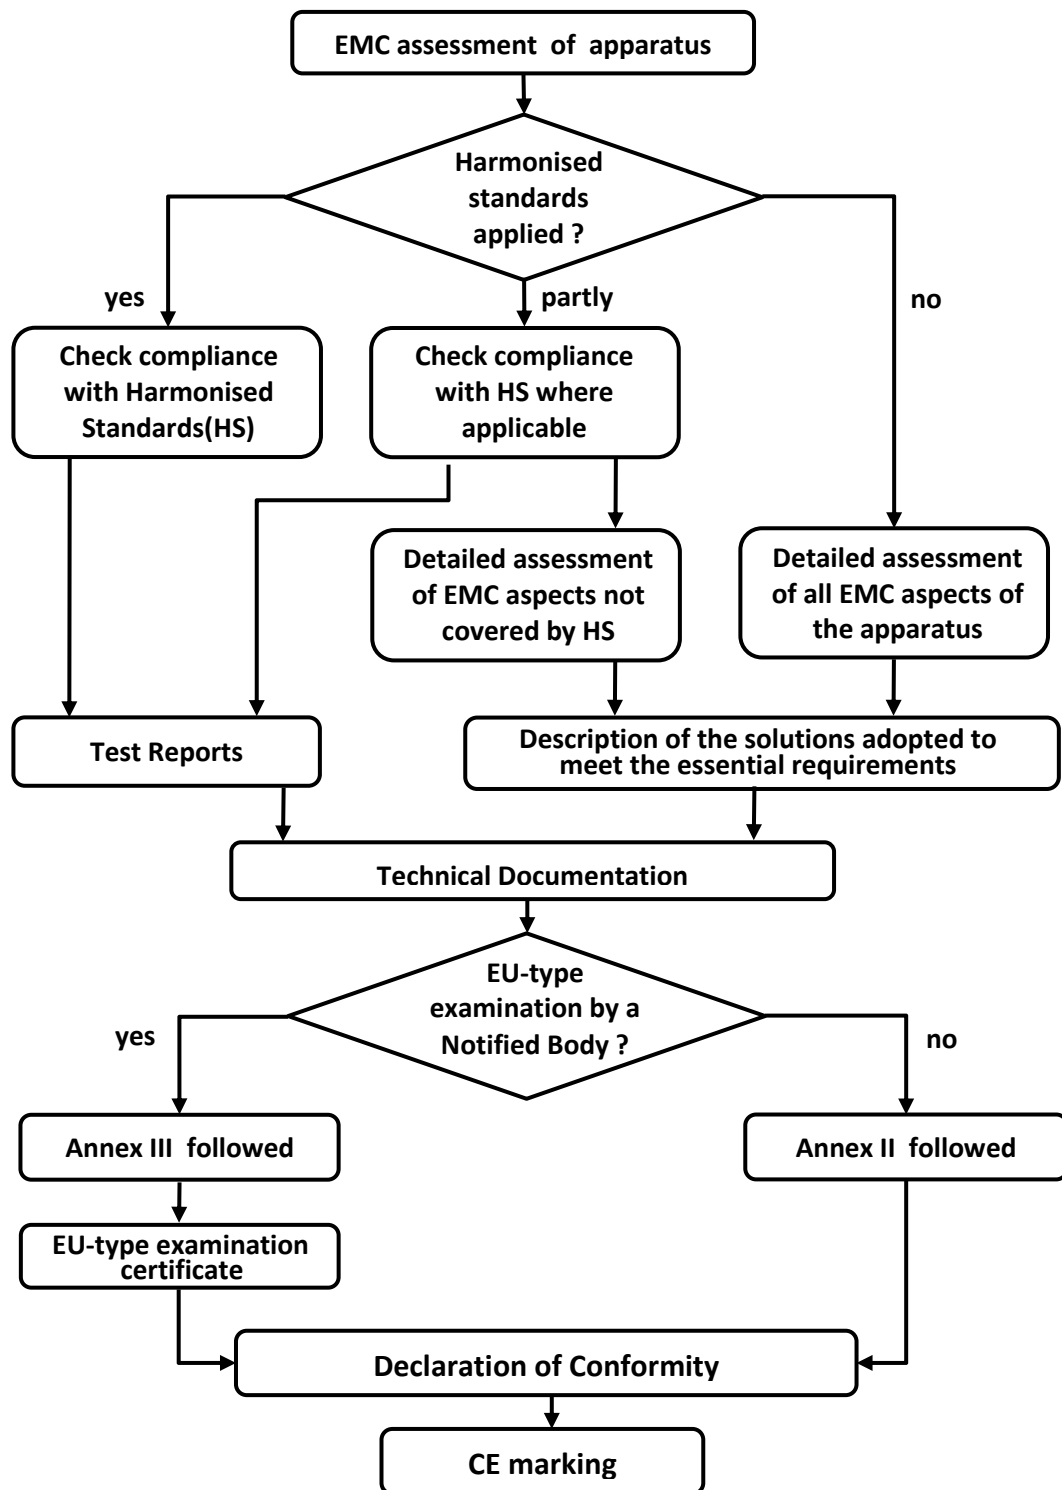 EMC assessment of apparatus
Harmonised
standards
applied ?
yes
partly
no
Check compliance
with Harmonised
Standards(HS)
Check compliance
with HS where
applicable
Detailed assessment
of EMC aspects not
covered by HS
Detailed assessment
of all EMC aspects of
the apparatus
Test Reports
Description of the solutions adopted to
meet the essential requirements
Technical Documentation
EU-type
examination by a
Notified Body ?
yes
no
Annex III followed
Annex II followed
EU-type examination
certificate
Declaration of Conformity
CE marking